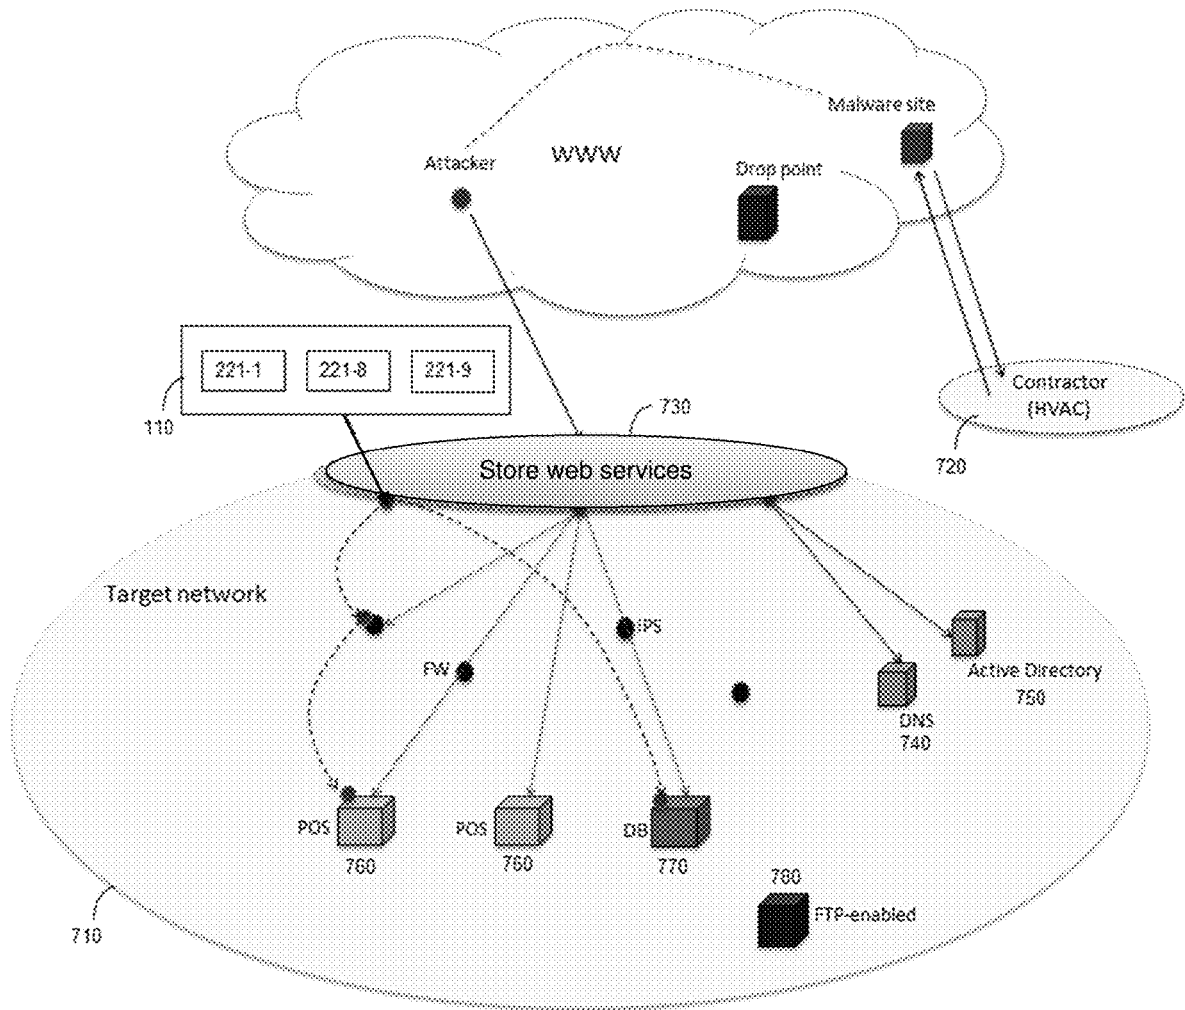 Malware site
WWW
Attacker
Drop point
221-1
221-8
221-9
110
730
Contractor
(HVAC)
720
Store web services
Target network
IPS
FW
Active Directory
750
DNS
740
POS
760
POS
760
DB
770
780
FTP-enabled
710